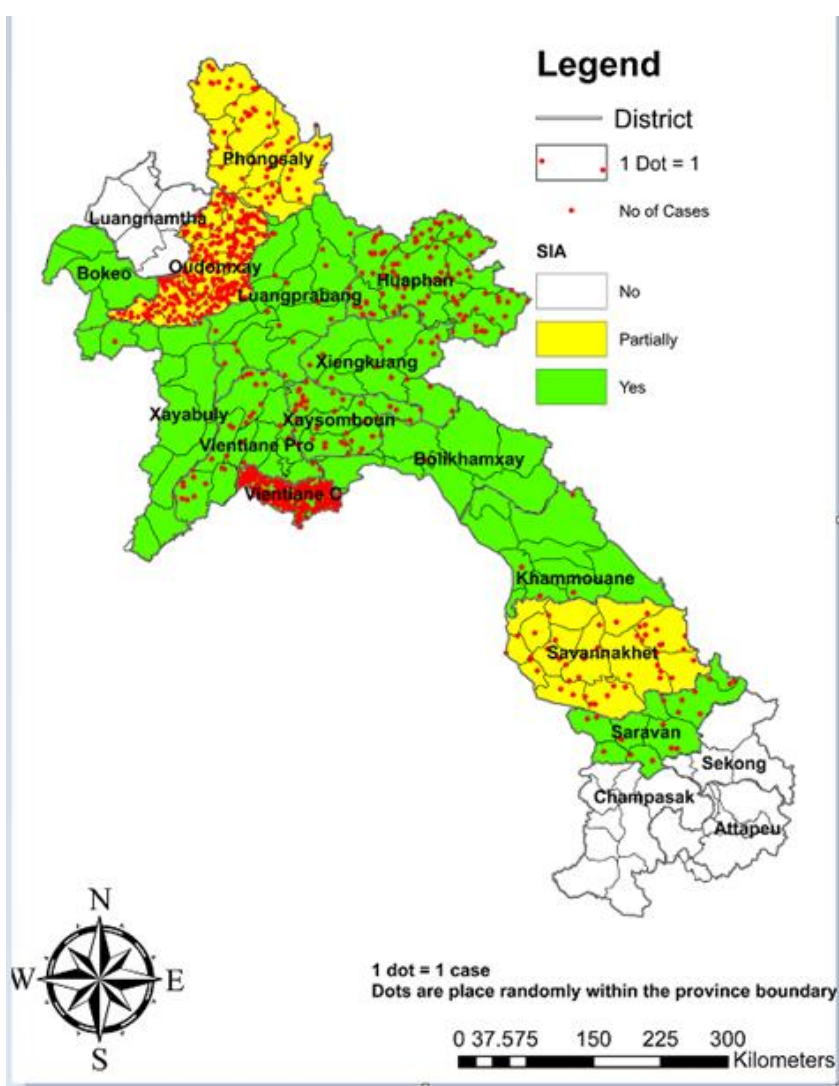 Legend
District
1 Dot = 1
No of Cases
SIA
No
Partially
Yes
Phongsaly
Luangnamtha
Bokeo
Oudomxay
Luangprabang
Huaphan
Xiengkuang
Xayabuly
Xaysomboun
Vientiane Pro
Bolikhamxay
Vientiane C
Khammouane
Savannakhet
Saravan
Sekong
Champasak
Attapeu
N
W
E
S
1 dot = 1 case
Dots are place randomly within the province boundary
0 37.575 150 225 300
Kilometers